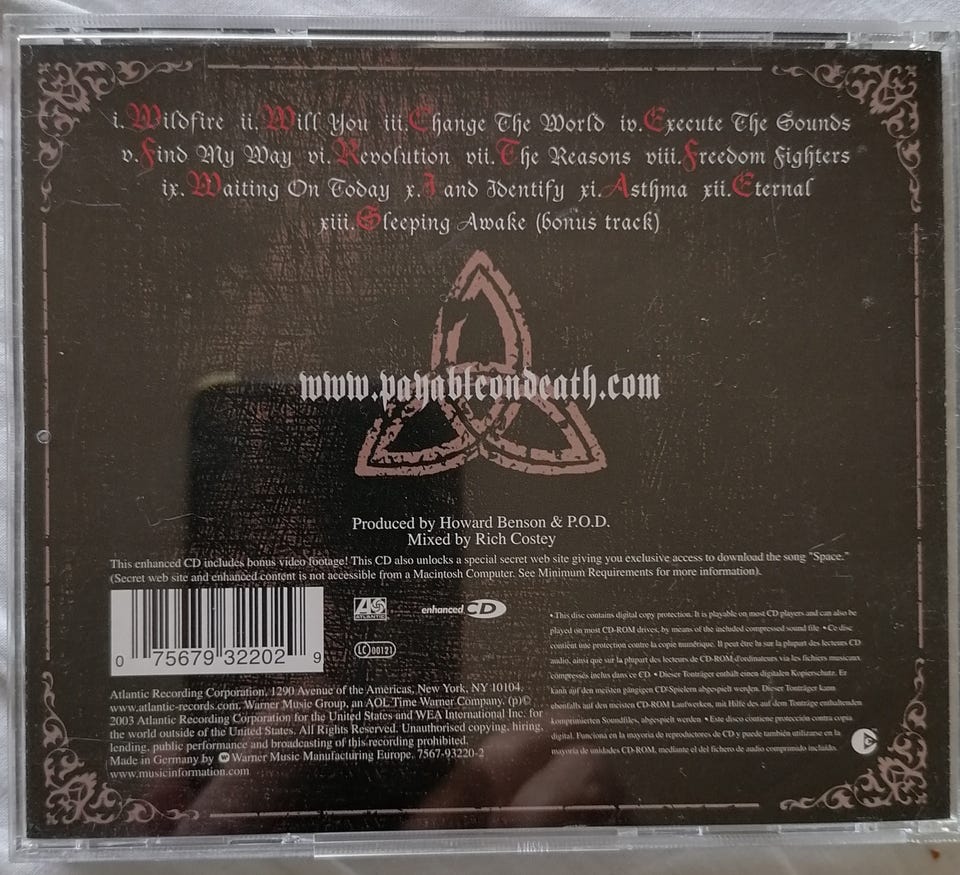 i. Wildfire ii. Will You iii. Change The World iv. Execute The Sounds
v. Find My Way vi. Revolution vii. The Reasons viii. Freedom Fighters
ix. Waiting On Today x. I and Identify xi. Asthma xii. Eternal
xiii. Sleeping Awake (bonus track)
www.payableondeath.com
Produced by Howard Benson & P.O.D.
Mixed by Rich Costey
This enhanced CD includes bonus video footage! This CD also unlocks a special secret web site giving you exclusive access to download the song "Space."
(Secret web site and enhanced content is not accessible from a Macintosh Computer. See Minimum Requirements for more information).
0 75679 32202 9
ATLANTIC
enhanced CD
LC 00121
Atlantic Recording Corporation, 1290 Avenue of the Americas, New York, NY 10104.
www.atlantic-records.com. Warner Music Group, an AOL Time Warner Company. (p)©
2003 Atlantic Recording Corporation for the United States and WEA International Inc. for
the world outside of the United States. All Rights Reserved. Unauthorised copying, hiring,
lending, public performance and broadcasting of this recording prohibited.
Made in Germany by Warner Music Manufacturing Europe. 7567-93220-2
www.musicinformation.com
• This disc contains digital copy protection. It is playable on most CD players and can also be
played on most CD-ROM drives, by means of the included compressed sound file • Ce disc
contient une protection contre la copie numérique. Il peut être lu sur la plupart des lecteurs CD
audio, ainsi que sur la plupart des lecteurs de CD-ROM d'ordinateurs via les fichiers musicaux
compressés inclus dans ce CD • Dieser Tonträger enthält einen digitalen Kopierschutz. Er
kann auf den meisten gängigen CD-Spielern abgespielt werden. Dieser Tonträger kann
ebenfalls auf den meisten CD-ROM Laufwerken, mit Hilfe des auf dem Tonträger enthaltenden
komprimierten Soundfiles, abgespielt werden • Este disco contiene protección contra copia
digital. Funciona en la mayoría de reproductores de CD y puede también utilizarse en la
mayoría de unidades CD-ROM, mediante el del fichero de audio comprimido incluido.